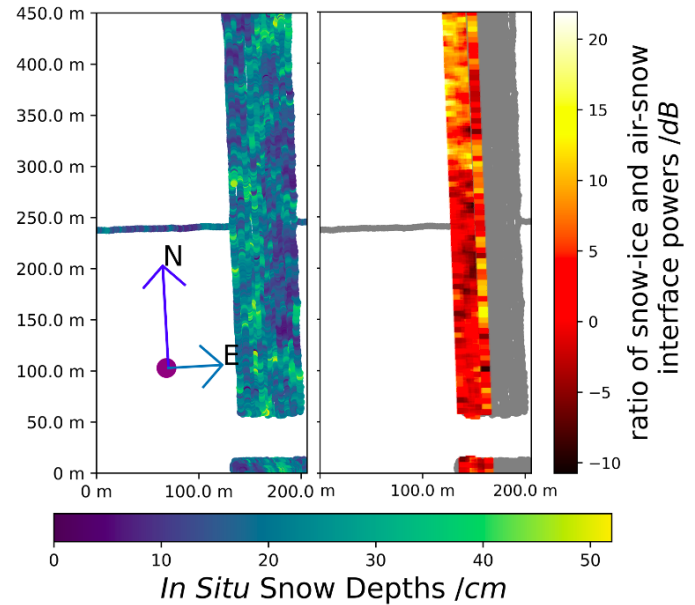 450.0 m
400.0 m
350.0 m
300.0 m
250.0 m
200.0 m
150.0 m
100.0 m
50.0 m
0 m
N
E
0 m 100.0 m 200.0 m
0 m 100.0 m 200.0 m
20
15
10
5
0
−5
−10
ratio of snow-ice and air-snow
interface powers /dB
0 10 20 30 40 50
In Situ Snow Depths /cm